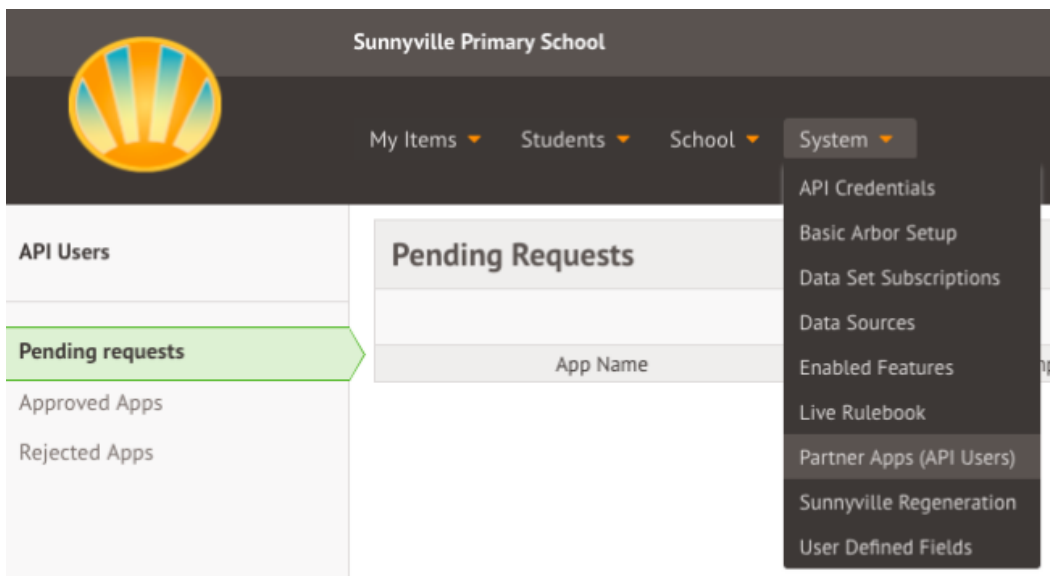 Sunnyville Primary School
My Items Students School System
API Credentials
Basic Arbor Setup
Data Set Subscriptions
Data Sources
Enabled Features
Live Rulebook
Partner Apps (API Users)
Sunnyville Regeneration
User Defined Fields
API Users
Pending requests
Approved Apps
Rejected Apps
Pending Requests
App Name